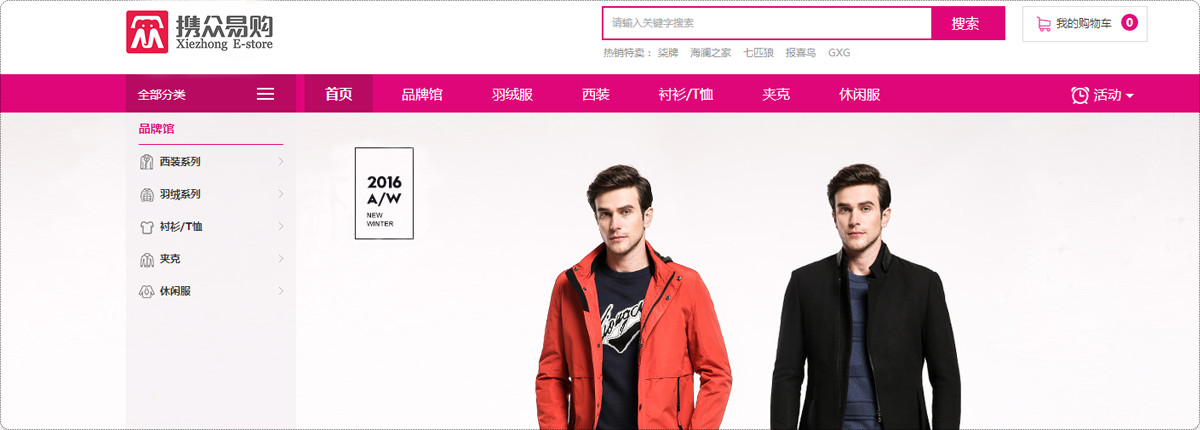 携众易购
Xiezhong E-store
请输入关键字搜索
搜索
我的购物车 0
热销特卖： 柒牌 海澜之家 七匹狼 报喜鸟 GXG
全部分类
首页 品牌馆 羽绒服 西装 衬衫/T恤 夹克 休闲服 活动
品牌馆
西装系列
羽绒系列
衬衫/T恤
夹克
休闲服
2016
A/W
NEW
WINTER